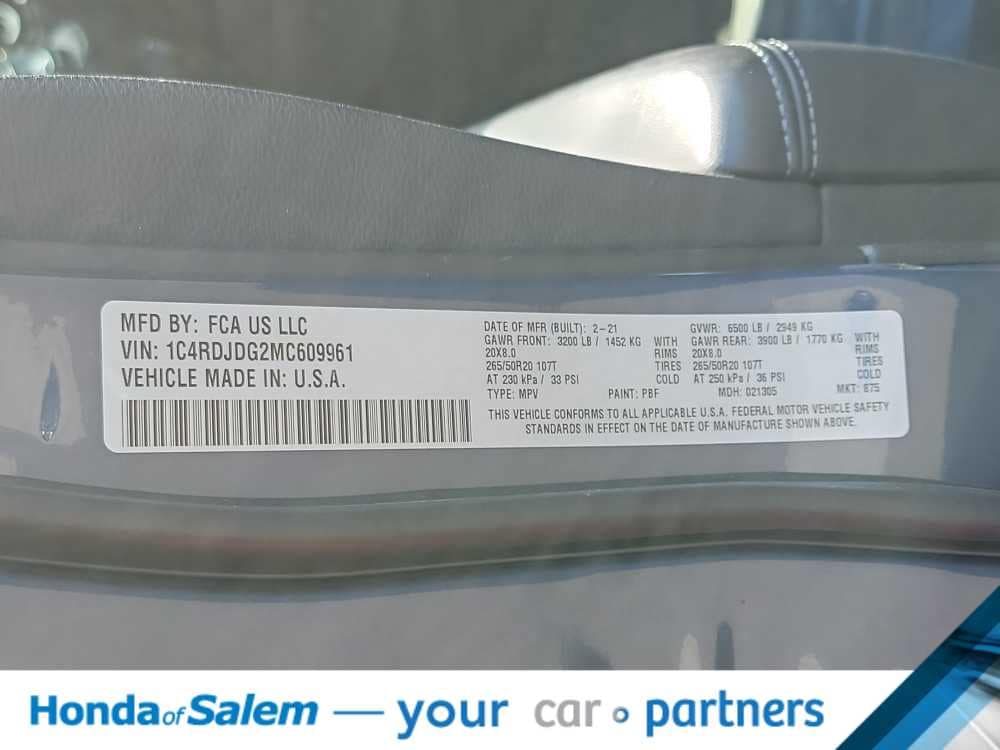 MFD BY: FCA US LLC
VIN: 1C4RDJDG2MC609961
VEHICLE MADE IN: U.S.A.
DATE OF MFR (BUILT): 2-21
GVWR: 6500 LB / 2949 KG
GAWR FRONT: 3200 LB / 1452 KG WITH
20X8.0 RIMS
265/50R20 107T TIRES
AT 230 kPa / 33 PSI COLD
GAWR REAR: 3900 LB / 1770 KG WITH
20X8.0 RIMS
265/50R20 107T TIRES
AT 250 kPa / 36 PSI COLD
TYPE: MPV PAINT: PBF MDH: 021305 MKT: 875
THIS VEHICLE CONFORMS TO ALL APPLICABLE U.S.A. FEDERAL MOTOR VEHICLE SAFETY
STANDARDS IN EFFECT ON THE DATE OF MANUFACTURE SHOWN ABOVE.
Honda of Salem — your car partners